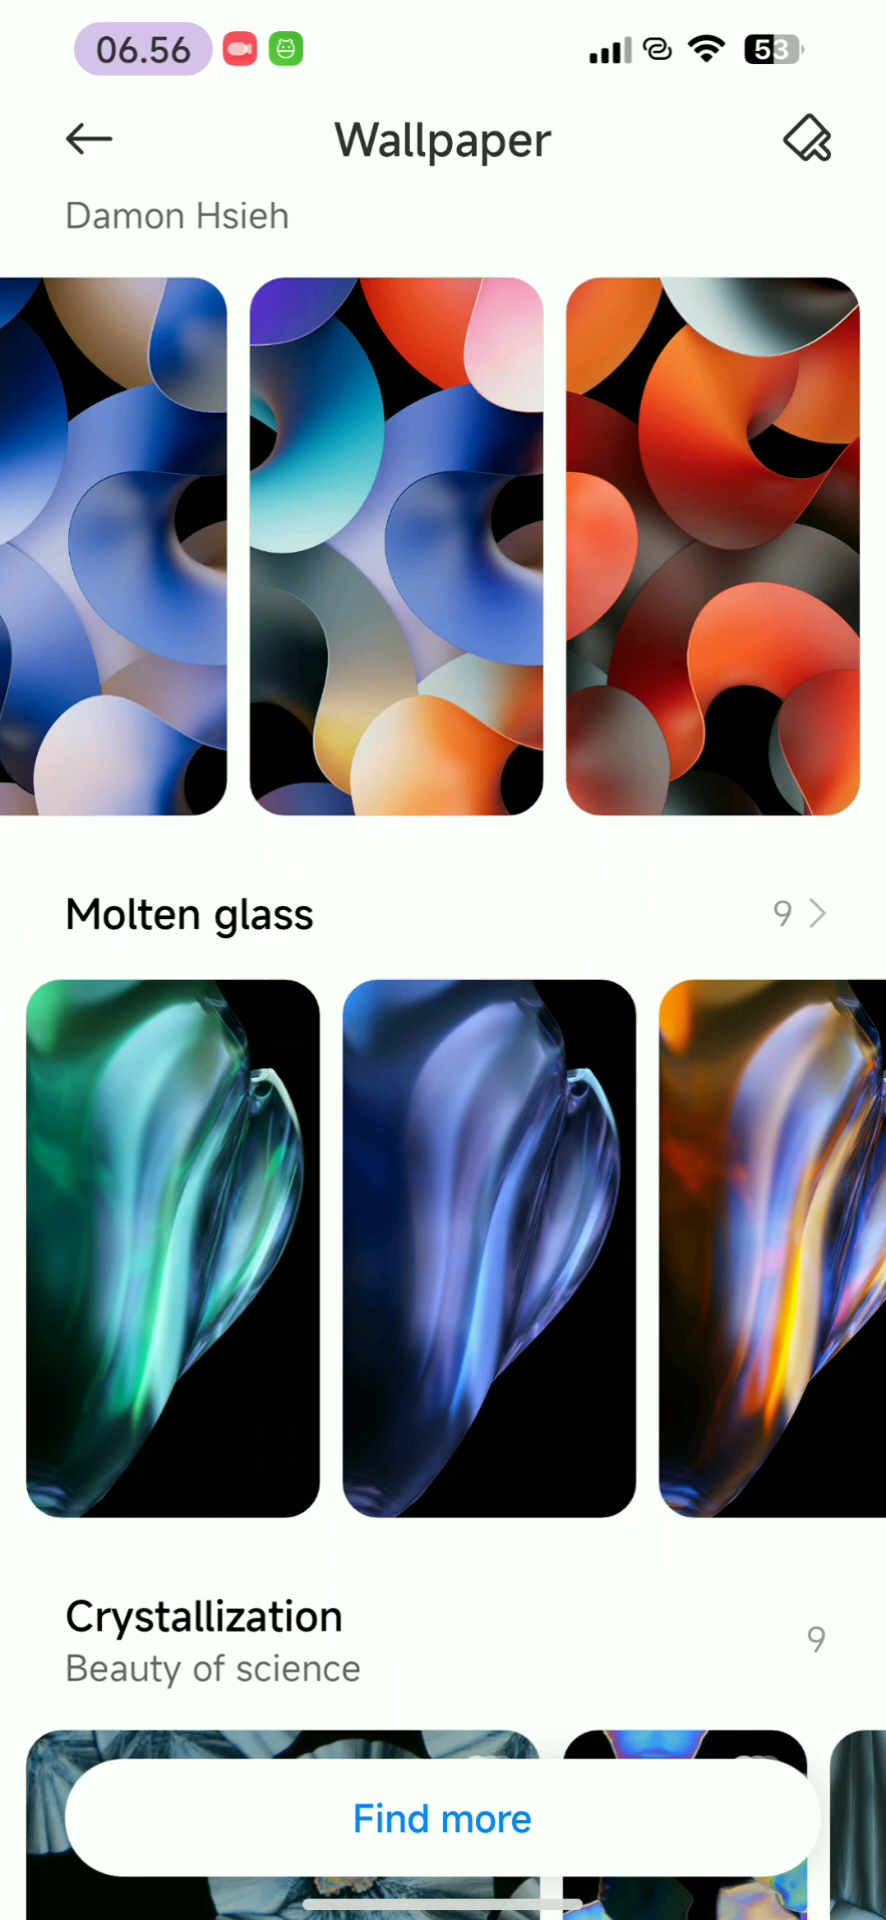 06.56
53
Wallpaper
Damon Hsieh
Molten glass
9
Crystallization
9
Beauty of science
Find more